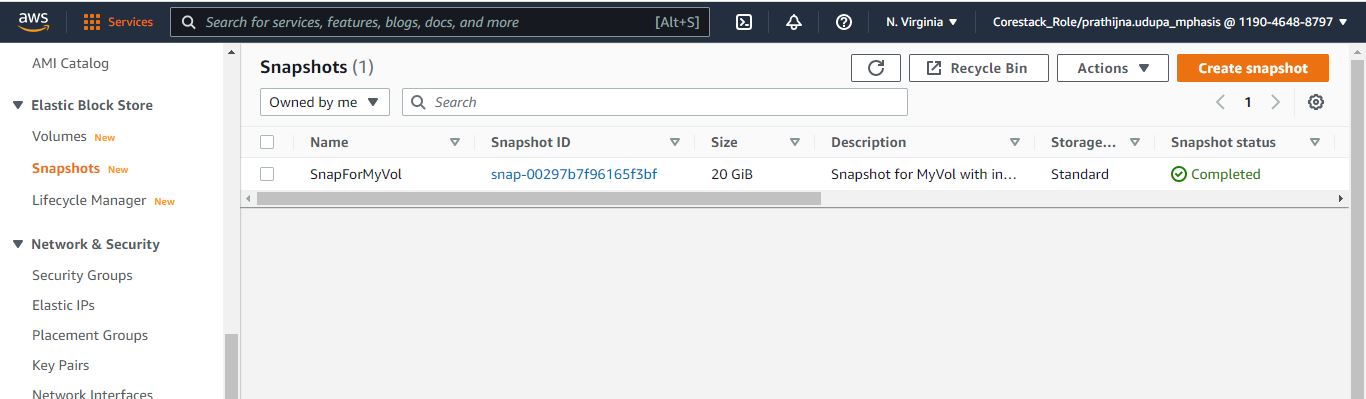 aws Services Search for services, features, blogs, docs, and more [Alt+S] N. Virginia Corestack_Role/prathijna.udupa_mphasis @ 1190-4648-8797
AMI Catalog
Elastic Block Store
Volumes New
Snapshots New
Lifecycle Manager New
Network & Security
Security Groups
Elastic IPs
Placement Groups
Key Pairs
Network Interfaces
Snapshots (1) Recycle Bin Actions Create snapshot
Owned by me Search 1
Name Snapshot ID Size Description Storage... Snapshot status
SnapForMyVol snap-00297b7f96165f3bf 20 GiB Snapshot for MyVol with in... Standard Completed